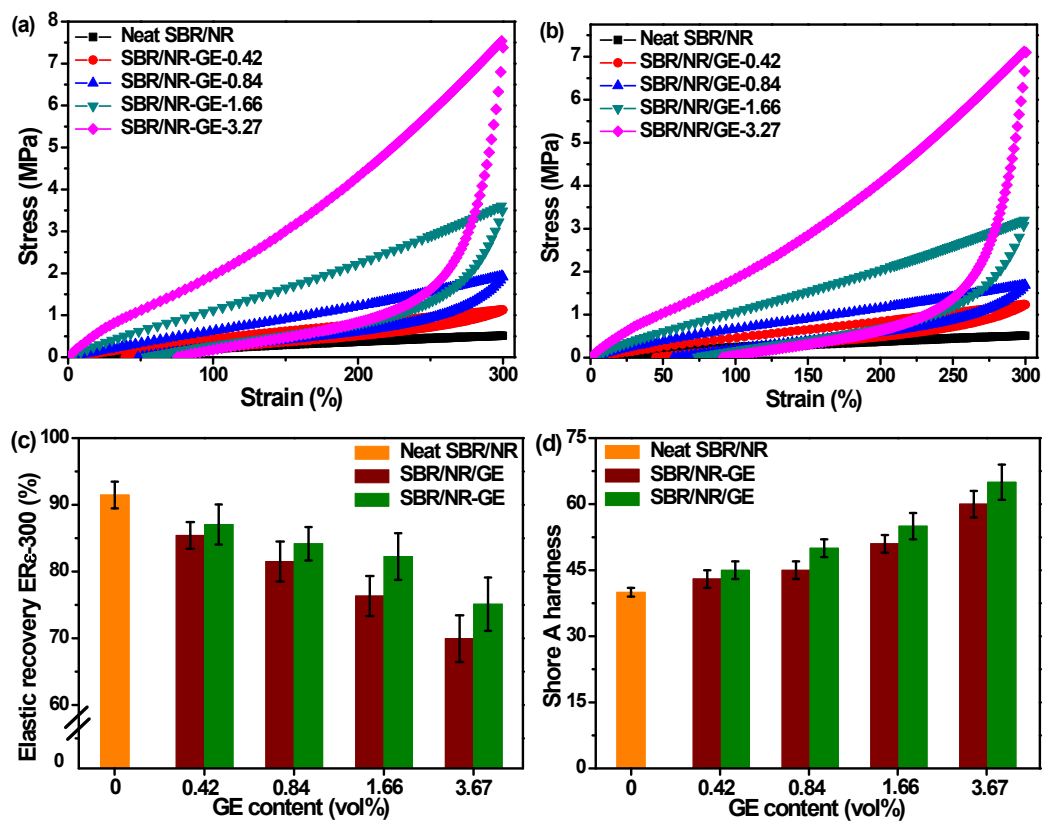 (a)
Neat SBR/NR
SBR/NR-GE-0.42
SBR/NR-GE-0.84
SBR/NR-GE-1.66
SBR/NR-GE-3.27
8
7
6
5
4
3
2
1
0
0
100
200
300
Stress (MPa)
Strain (%)
(b)
Neat SBR/NR
SBR/NR/GE-0.42
SBR/NR/GE-0.84
SBR/NR/GE-1.66
SBR/NR/GE-3.27
7
6
5
4
3
2
1
0
0
50
100
150
200
250
300
Stress (MPa)
Strain (%)
(c)
Neat SBR/NR
SBR/NR/GE
SBR/NR-GE
100
90
80
70
60
0
0
0.42
0.84
1.66
3.67
Elastic recovery ERε-300 (%)
GE content (vol%)
(d)
Neat SBR/NR
SBR/NR-GE
SBR/NR/GE
75
60
45
30
15
0
0
0.42
0.84
1.66
3.67
Shore A hardness
GE content (vol%)